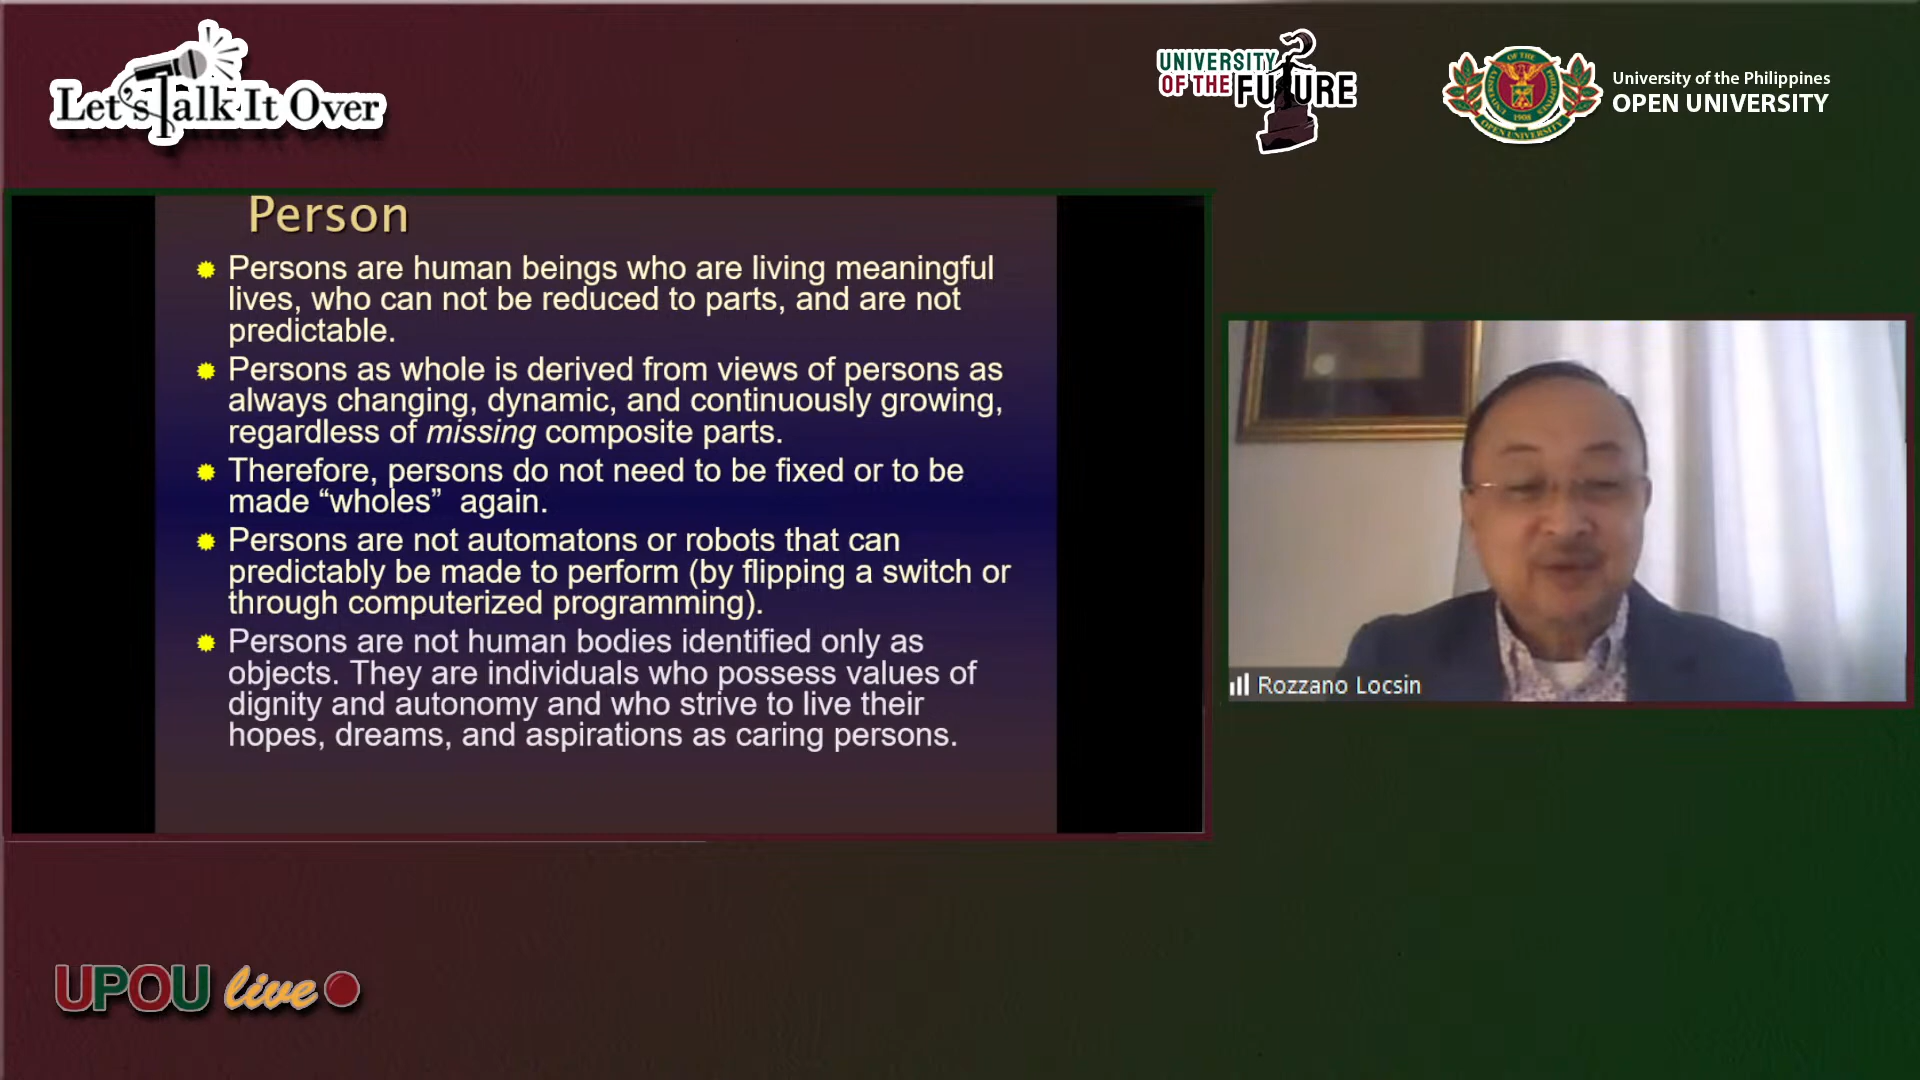 Let's Talk It Over
UNIVERSITY
OF THE FUTURE
University of the Philippines
OPEN UNIVERSITY
Person
Persons are human beings who are living meaningful
lives, who can not be reduced to parts, and are not
predictable.
Persons as whole is derived from views of persons as
always changing, dynamic, and continuously growing,
regardless of missing composite parts.
Therefore, persons do not need to be fixed or to be
made “wholes”  again.
Persons are not automatons or robots that can
predictably be made to perform (by flipping a switch or
through computerized programming).
Persons are not human bodies identified only as
objects. They are individuals who possess values of
dignity and autonomy and who strive to live their
hopes, dreams, and aspirations as caring persons.
Rozzano Locsin
UPOU live